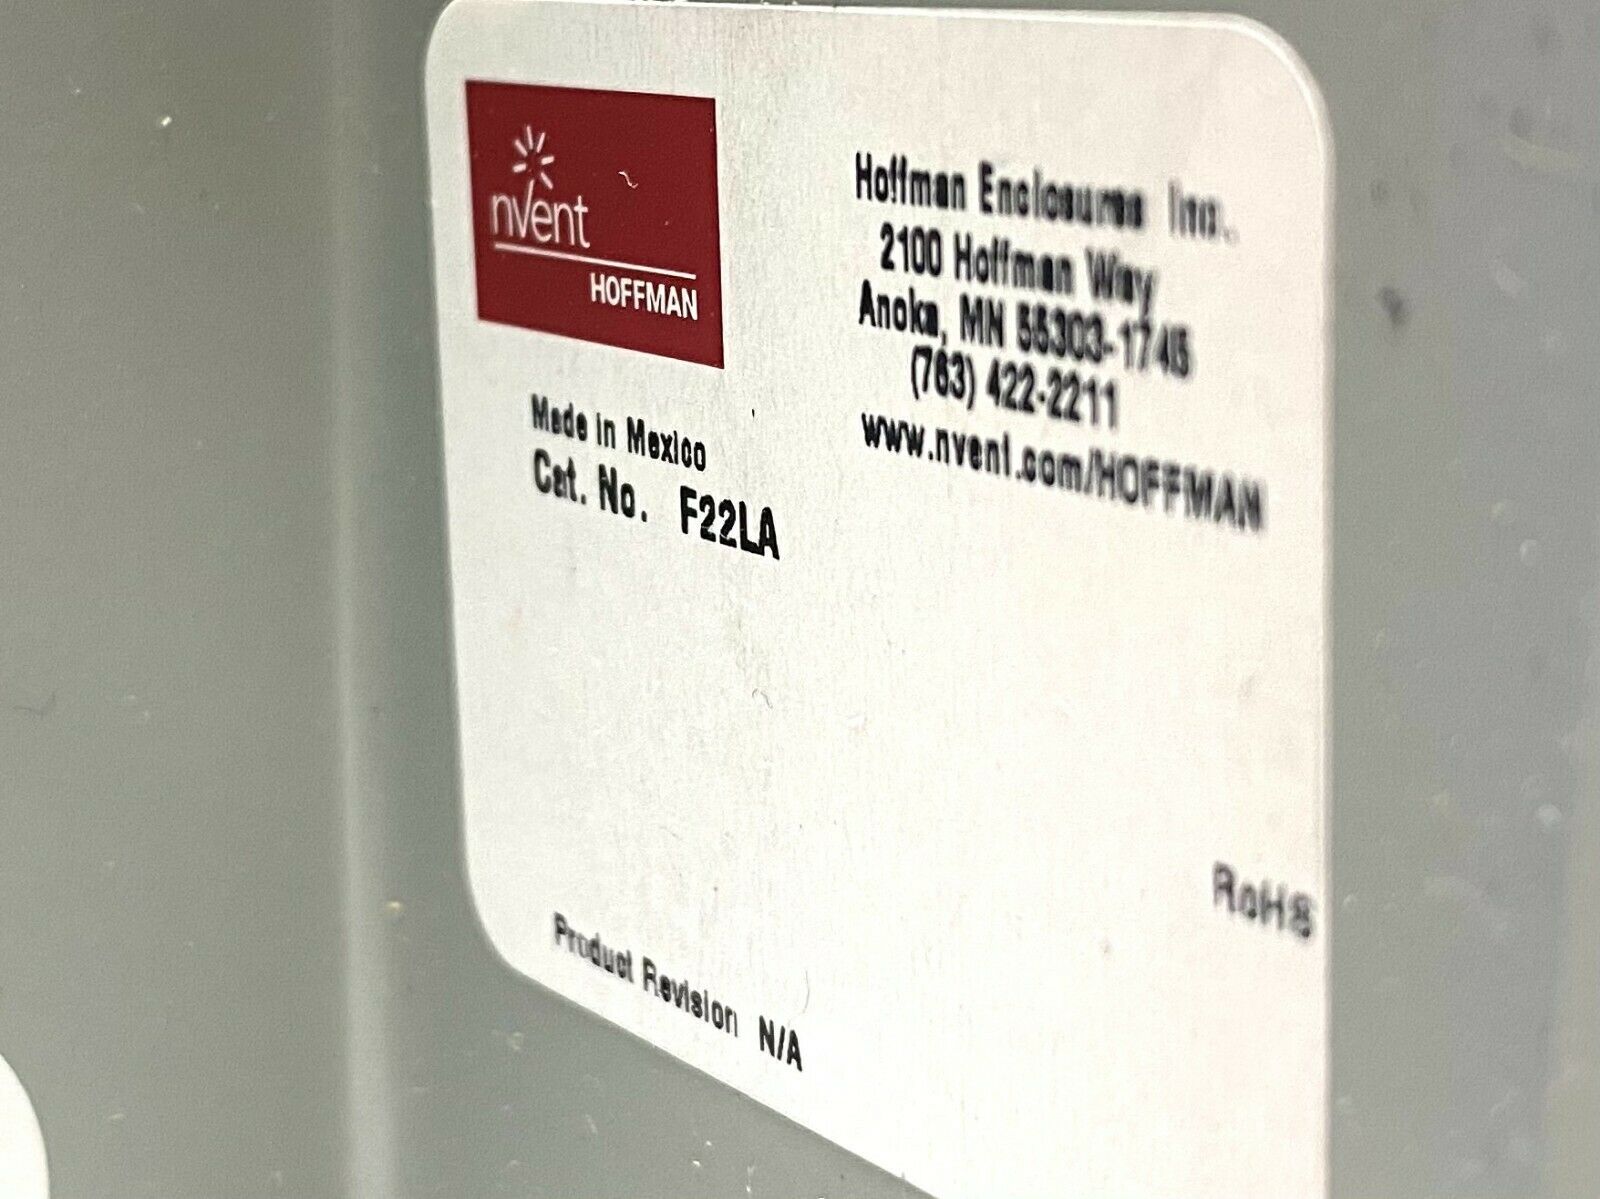 nVent
HOFFMAN
Hoffman Enclosures Inc.
2100 Hoffman Way
Anoka, MN 55303-1745
(763) 422-2211
www.nvent.com/HOFFMAN
Made in Mexico
Cat. No. F22LA
RoHS
Product Revision N/A